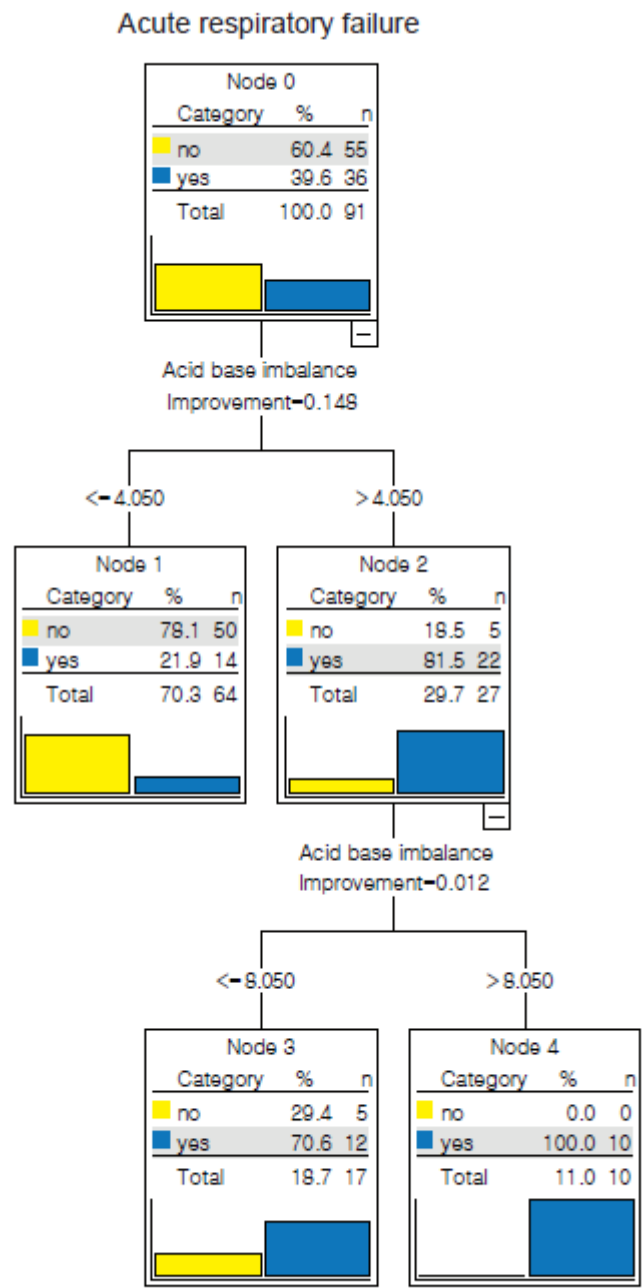 Acute respiratory failure
Node 0
Category % n
no 60.4 55
yes 39.6 36
Total 100.0 91
Acid base imbalance
Improvement=0.148
<=4.050
>4.050
Node 1
Category % n
no 78.1 50
yes 21.9 14
Total 70.3 64
Node 2
Category % n
no 18.5 5
yes 81.5 22
Total 29.7 27
Acid base imbalance
Improvement=0.012
<=8.050
>8.050
Node 3
Category % n
no 29.4 5
yes 70.6 12
Total 18.7 17
Node 4
Category % n
no 0.0 0
yes 100.0 10
Total 11.0 10